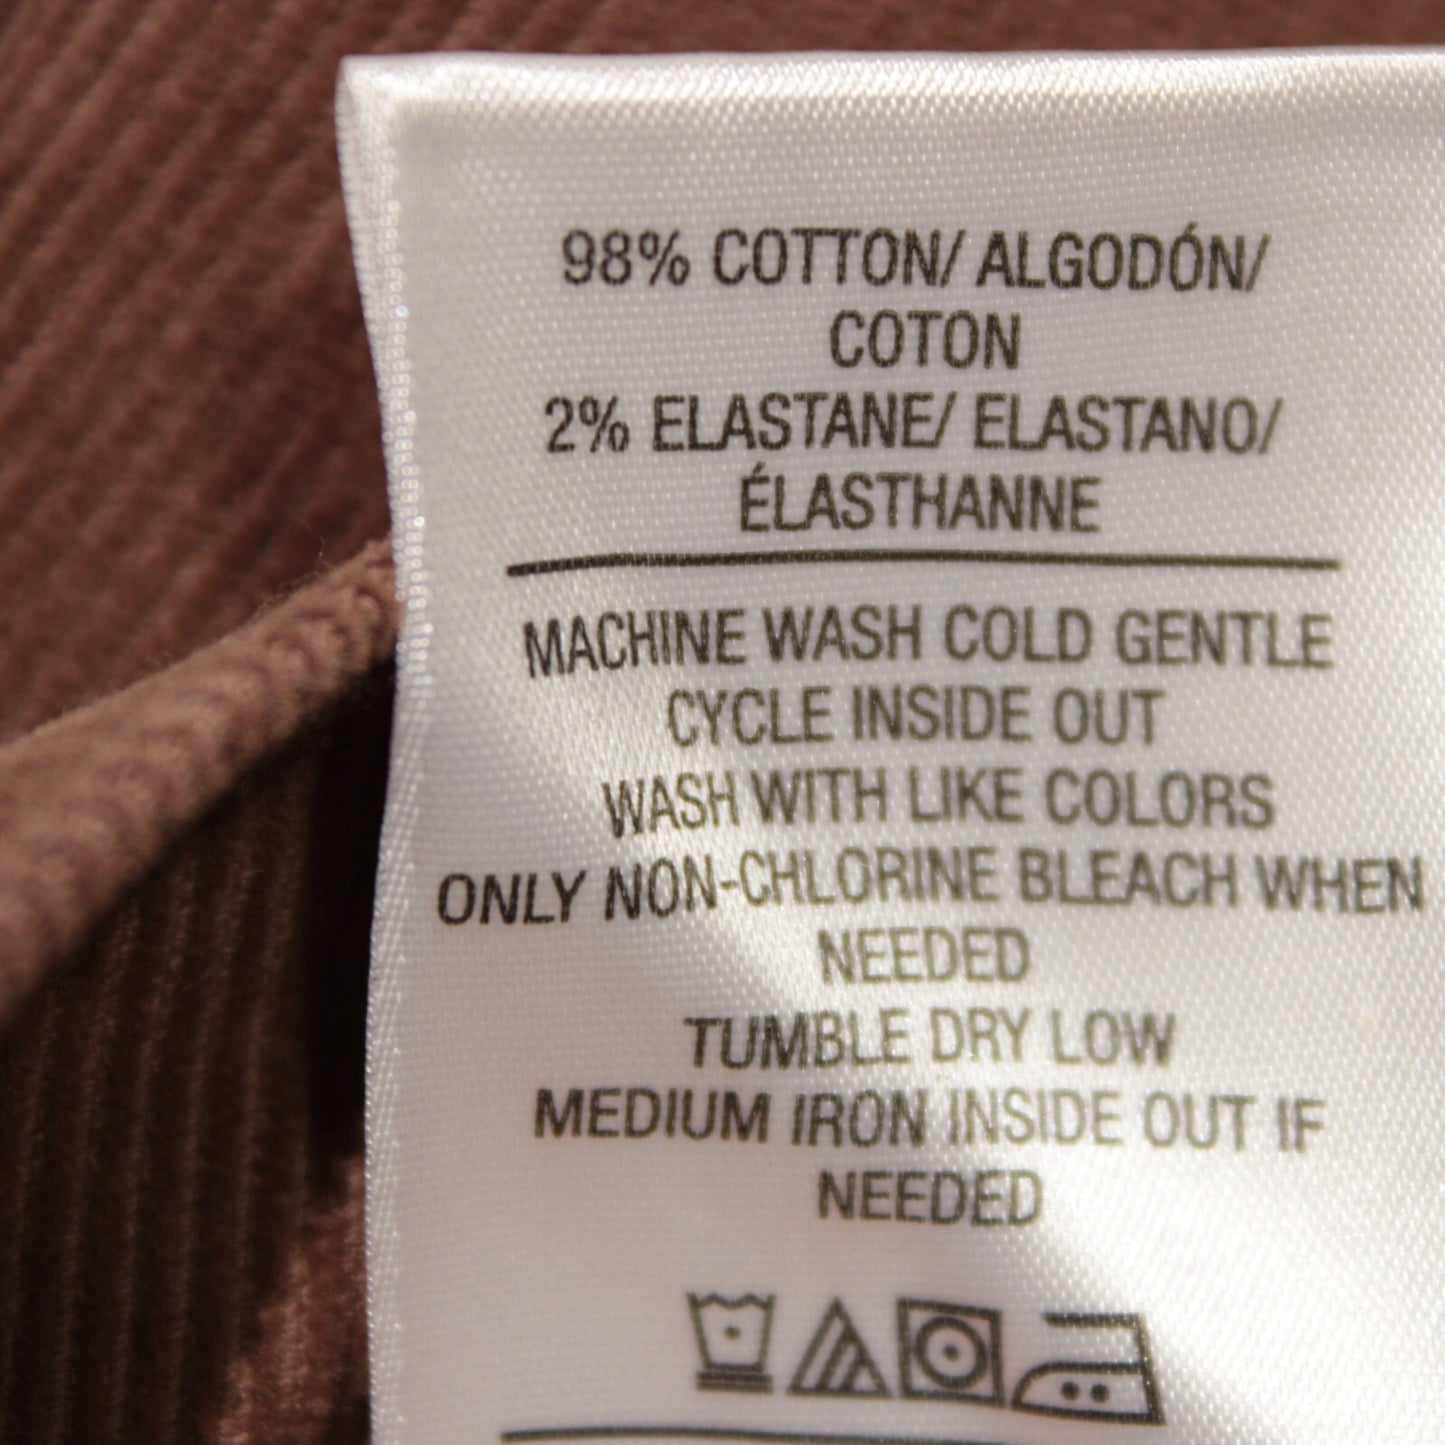 98% COTTON/ ALGODÓN/
COTON
2% ELASTANE/ ELASTANO/
ÉLASTHANNE
MACHINE WASH COLD GENTLE
CYCLE INSIDE OUT
WASH WITH LIKE COLORS
ONLY NON-CHLORINE BLEACH WHEN
NEEDED
TUMBLE DRY LOW
MEDIUM IRON INSIDE OUT IF
NEEDED